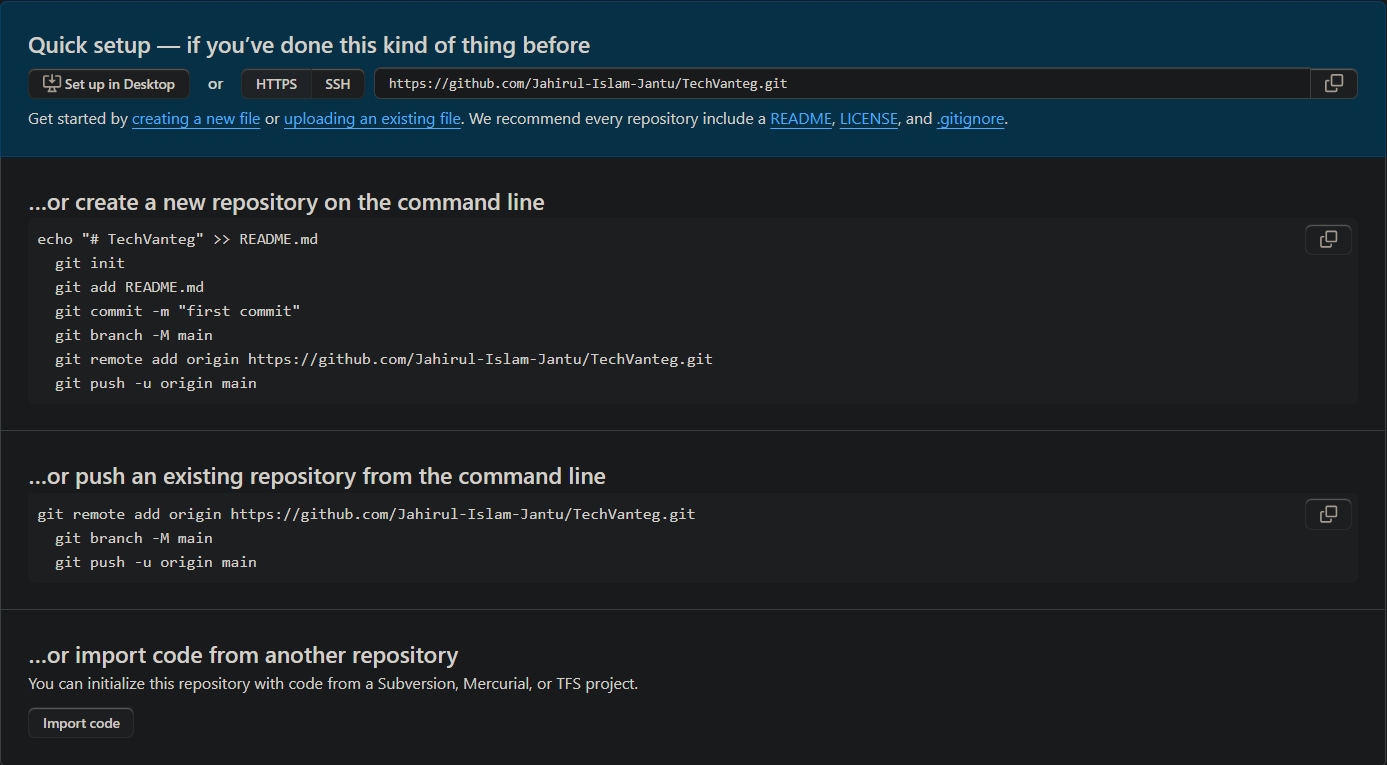 Quick setup — if you’ve done this kind of thing before
Set up in Desktop or HTTPS SSH https://github.com/Jahirul-Islam-Jantu/TechVanteg.git
Get started by creating a new file or uploading an existing file. We recommend every repository include a README, LICENSE, and .gitignore.
…or create a new repository on the command line
echo "# TechVanteg" >> README.md
git init
git add README.md
git commit -m "first commit"
git branch -M main
git remote add origin https://github.com/Jahirul-Islam-Jantu/TechVanteg.git
git push -u origin main
…or push an existing repository from the command line
git remote add origin https://github.com/Jahirul-Islam-Jantu/TechVanteg.git
git branch -M main
git push -u origin main
…or import code from another repository
You can initialize this repository with code from a Subversion, Mercurial, or TFS project.
Import code